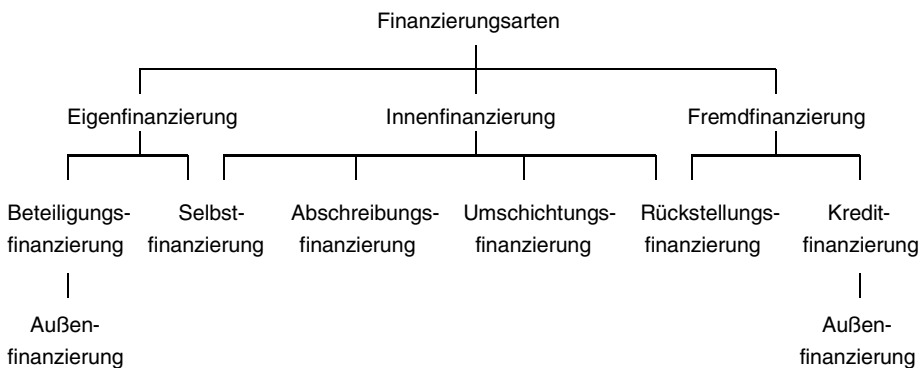 Finanzierungsarten
Eigenfinanzierung Innenfinanzierung Fremdfinanzierung
Beteiligungs- Selbst- Abschreibungs- Umschichtungs- Rückstellungs- Kredit-
finanzierung finanzierung finanzierung finanzierung finanzierung finanzierung
Außen- Außen-
finanzierung finanzierung